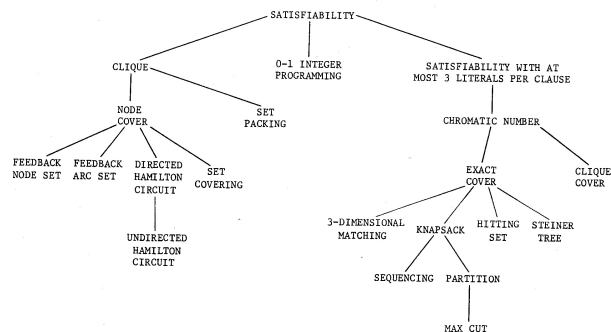 SATISFIABILITY
CLIQUE
0-1 INTEGER
PROGRAMMING
SATISFIABILITY WITH AT
MOST 3 LITERALS PER CLAUSE
NODE
COVER
SET
PACKING
CHROMATIC NUMBER
FEEDBACK
NODE SET
FEEDBACK
ARC SET
DIRECTED
HAMILTON
CIRCUIT
SET
COVERING
EXACT
COVER
CLIQUE
COVER
UNDIRECTED
HAMILTON
CIRCUIT
3-DIMENSIONAL
MATCHING
KNAPSACK
HITTING
SET
STEINER
TREE
SEQUENCING
PARTITION
MAX CUT